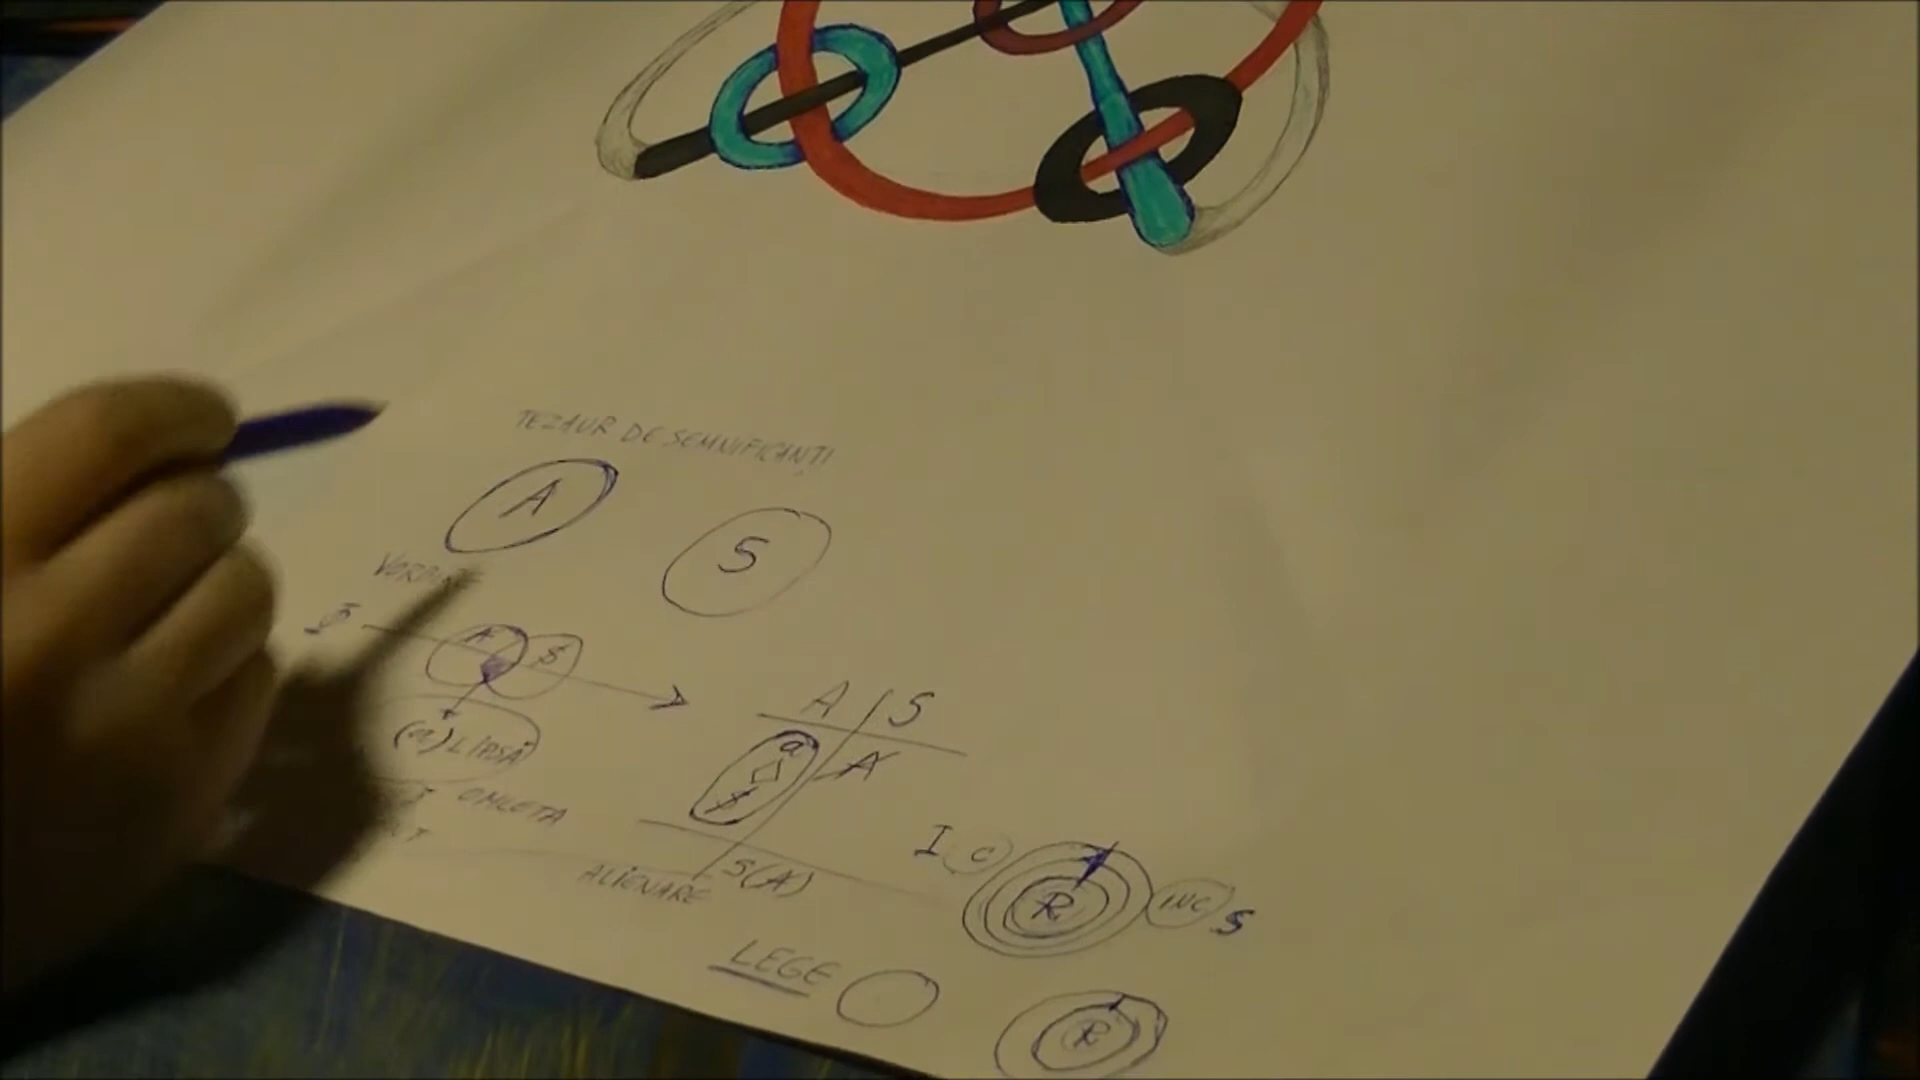 TEZAUR DE SEMNIFICANȚI
A
S
A $
(a) LIPSĂ
OMLETA
A S
a A̸
◊
$
ALIENARE S(A̸)
I C R INC S
LEGE
R